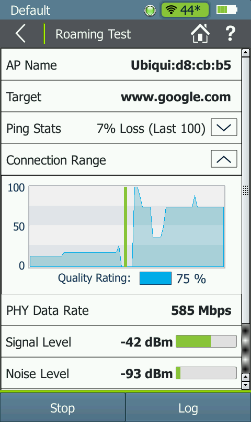 Default
44*
Roaming Test
?
AP Name Ubiqui:d8:cb:b5
Target www.google.com
Ping Stats 7% Loss (Last 100)
Connection Range
100
50
0
Quality Rating: 75 %
PHY Data Rate 585 Mbps
Signal Level -42 dBm
Noise Level -93 dBm
Stop Log